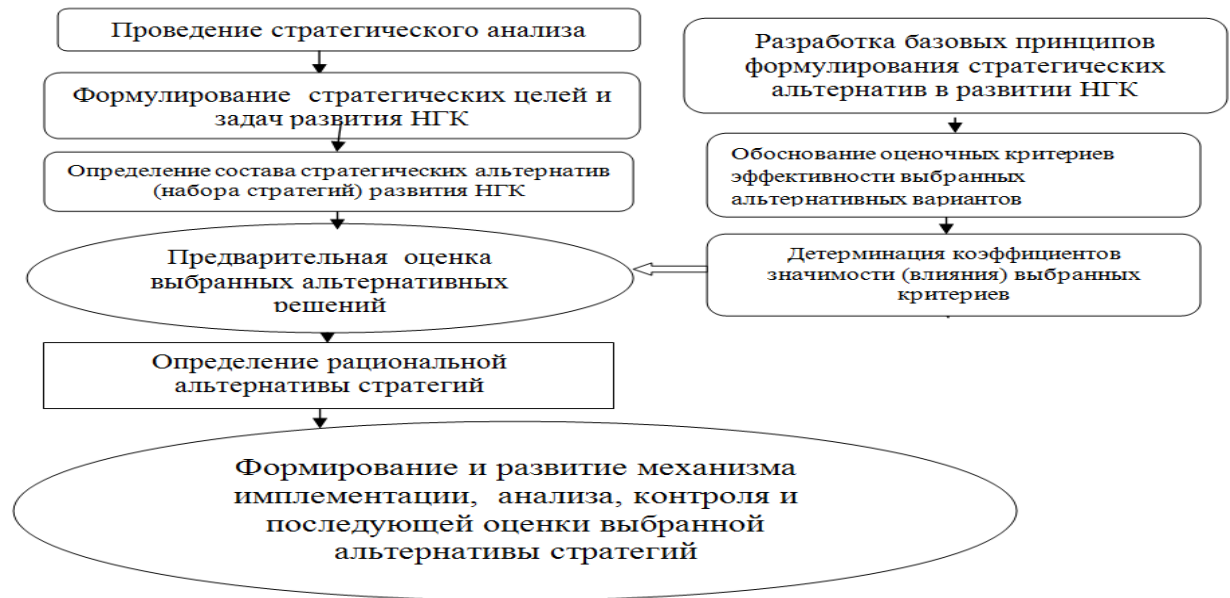 Проведение стратегического анализа
Формулирование стратегических целей и
задач развития НГК
Определение состава стратегических альтернатив
(набора стратегий) развития НГК
Предварительная оценка
выбранных альтернативных
решений
Определение рациональной
альтернативы стратегий
Формирование и развитие механизма
имплементации, анализа, контроля и
последующей оценки выбранной
альтернативы стратегий
Разработка базовых принципов
формулирования стратегических
альтернатив в развитии НГК
Обоснование оценочных критериев
эффективности выбранных
альтернативных вариантов
Детерминация коэффициентов
значимости (влияния) выбранных
критериев